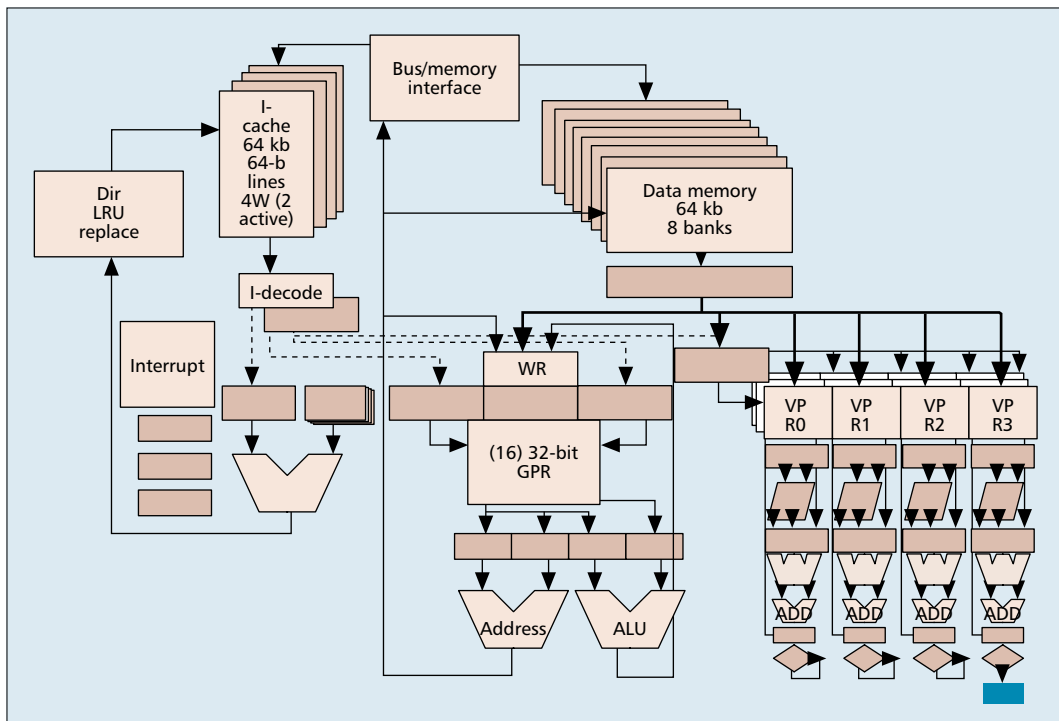 Bus/memory
interface
I-
cache
64 kb
64-b
lines
4W (2
active)
Dir
LRU
replace
Data memory
64 kb
8 banks
I-decode
Interrupt
WR
VP
R0
VP
R1
VP
R2
VP
R3
(16) 32-bit
GPR
Address
ALU
ADD
ADD
ADD
ADD